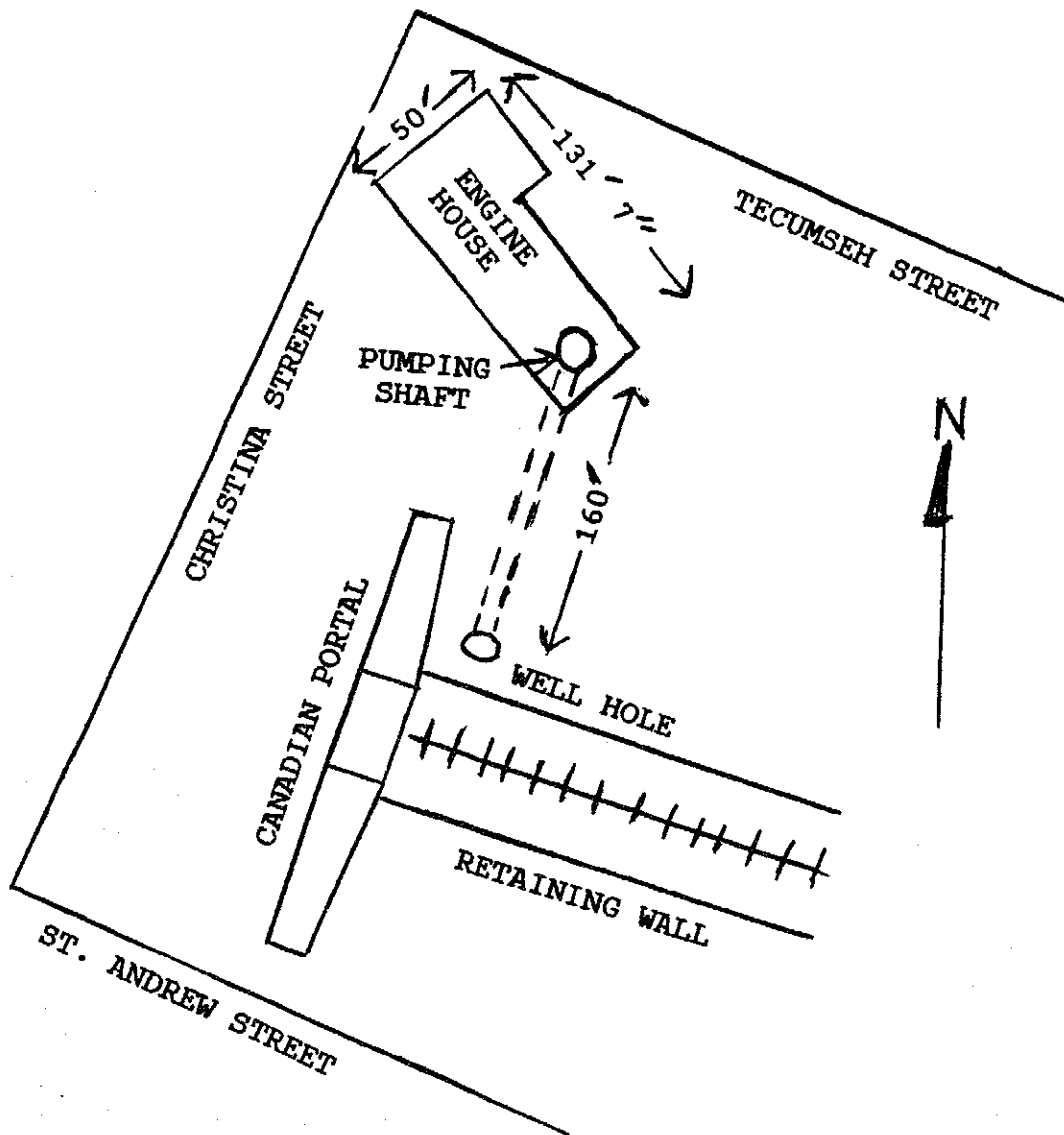 50'
131' 7"
ENGINE
HOUSE
TECUMSEH STREET
PUMPING
SHAFT
CHRISTINA STREET
N
160'
WELL HOLE
CANADIAN PORTAL
RETAINING WALL
ST. ANDREW STREET